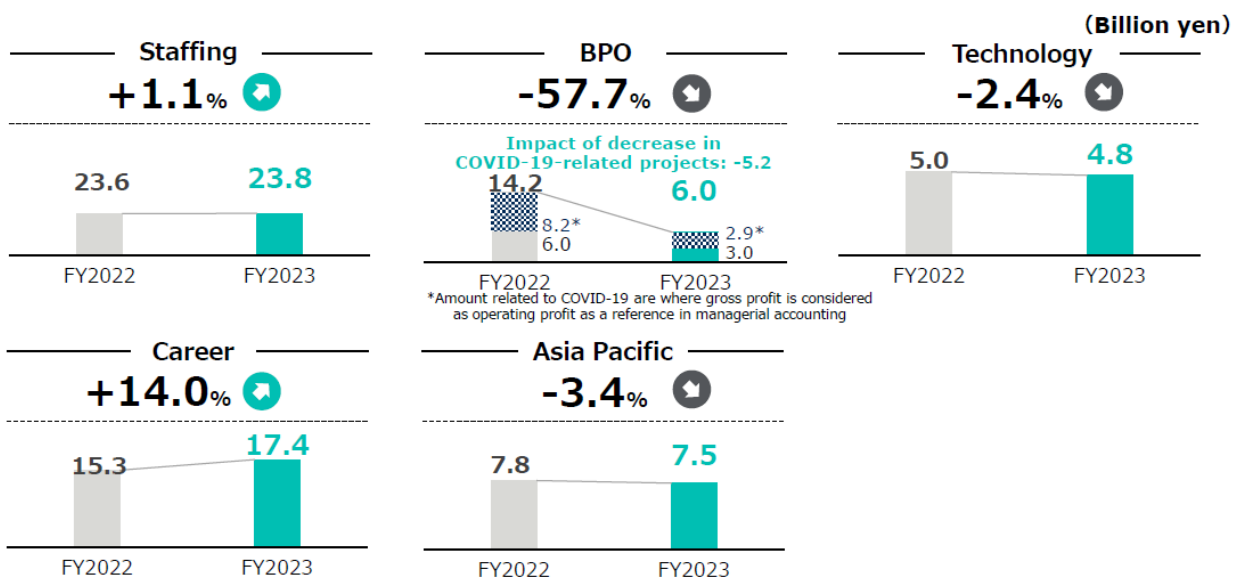 (Billion yen)
Staffing
+1.1%
23.6
23.8
FY2022
FY2023
BPO
-57.7%
Impact of decrease in
COVID-19-related projects: -5.2
14.2
6.0
8.2*
6.0
2.9*
3.0
FY2022
FY2023
*Amount related to COVID-19 are where gross profit is considered
as operating profit as a reference in managerial accounting
Technology
-2.4%
5.0
4.8
FY2022
FY2023
Career
+14.0%
15.3
17.4
FY2022
FY2023
Asia Pacific
-3.4%
7.8
7.5
FY2022
FY2023